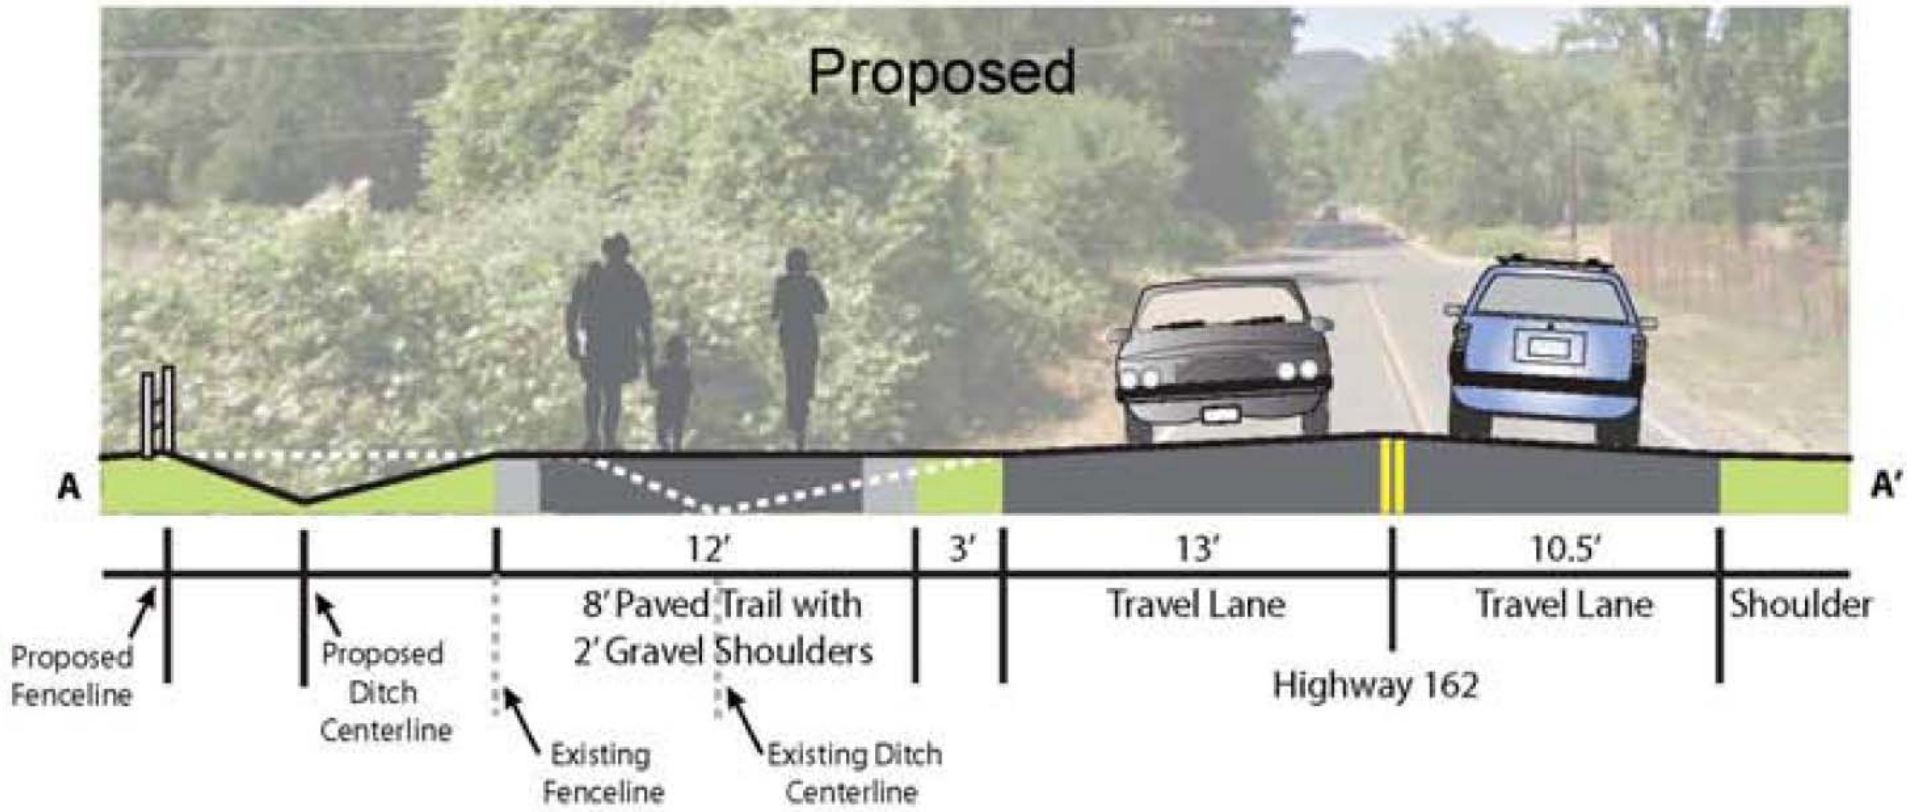 Proposed
A
A'
12' 3' 13' 10.5'
8' Paved Trail with
2' Gravel Shoulders
Travel Lane
Travel Lane
Shoulder
Highway 162
Proposed
Fenceline
Proposed
Ditch
Centerline
Existing
Fenceline
Existing Ditch
Centerline